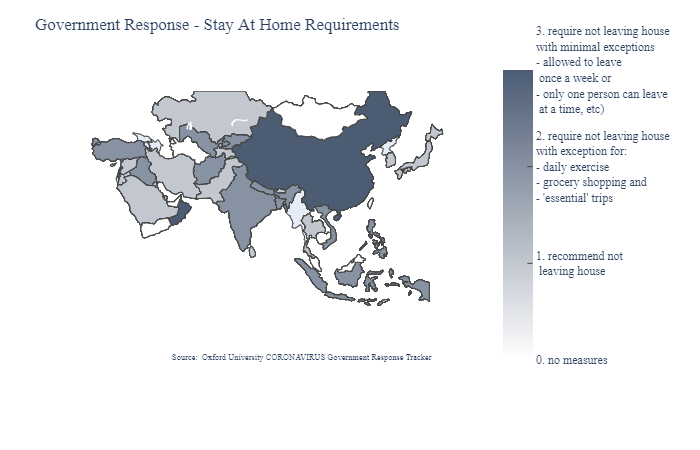 Government Response - Stay At Home Requirements
3. require not leaving house
with minimal exceptions
- allowed to leave
once a week or
- only one person can leave
at a time, etc)
2. require not leaving house
with exception for:
- daily exercise
- grocery shopping and
- 'essential' trips
1. recommend not
leaving house
0. no measures
Source: Oxford University CORONAVIRUS Government Response Tracker